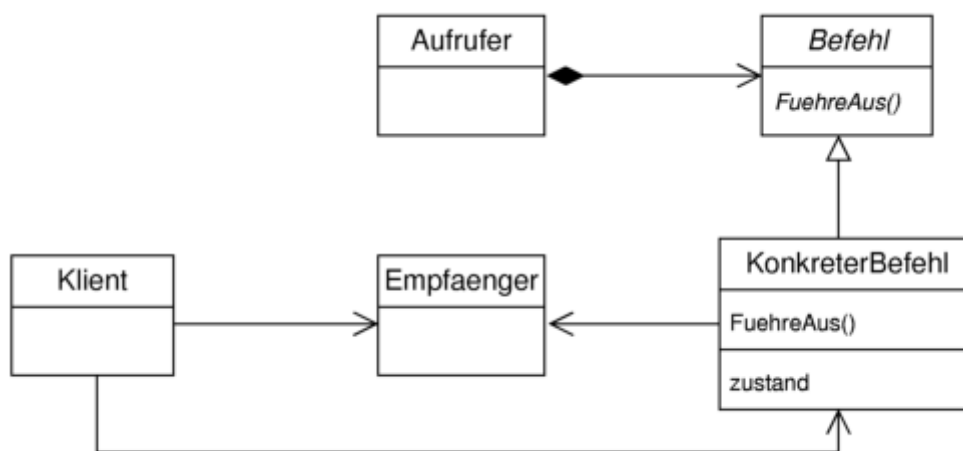 Aufrufer
Befehl
FuehreAus()
Klient
Empfaenger
KonkreterBefehl
FuehreAus()
zustand